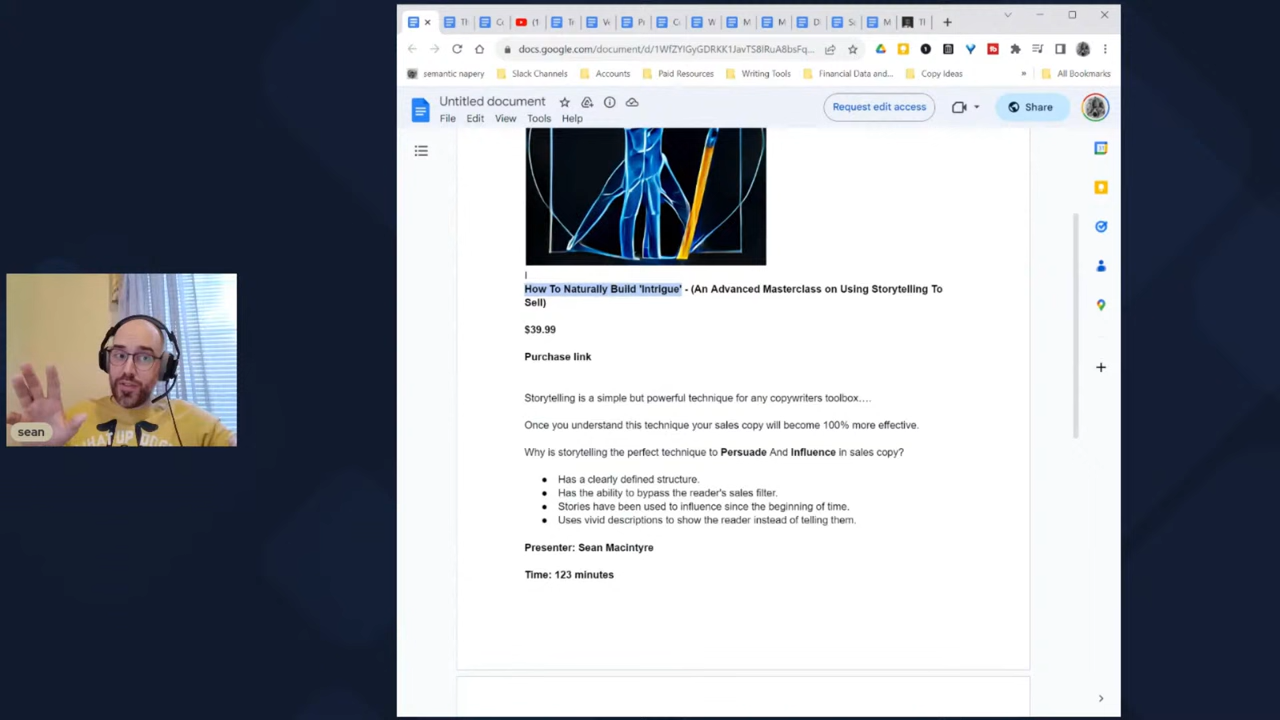 docs.google.com/document/d/1WfZYlGyGDRKK1JavTS8lRuA8bsFq...
semantic napery
Slack Channels
Accounts
Paid Resources
Writing Tools
Financial Data and...
Copy Ideas
»
All Bookmarks
Untitled document
File Edit View Tools Help
Request edit access
Share
How To Naturally Build 'Intrigue' - (An Advanced Masterclass on Using Storytelling To
Sell)
$39.99
Purchase link
Storytelling is a simple but powerful technique for any copywriters toolbox....
Once you understand this technique your sales copy will become 100% more effective.
Why is storytelling the perfect technique to Persuade And Influence in sales copy?
● Has a clearly defined structure.
● Has the ability to bypass the reader's sales filter.
● Stories have been used to influence since the beginning of time.
● Uses vivid descriptions to show the reader instead of telling them.
Presenter: Sean Macintyre
Time: 123 minutes
sean